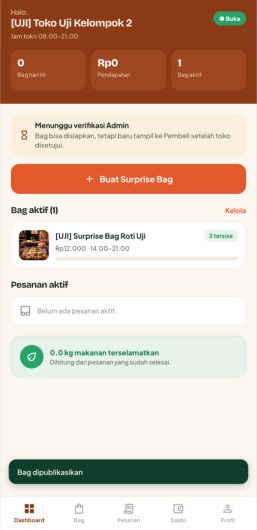 Halo,
[UJI] Toko Uji Kelompok 2
Buka
Jam toko 08.00–21.00
0
Rp0
1
Bag hari ini
Pendapatan
Bag aktif
Menunggu verifikasi Admin
Bag bisa disiapkan, tetapi baru tampil ke Pembeli setelah toko
disetujui.
+ Buat Surprise Bag
Bag aktif (1)
Kelola
[UJI] Surprise Bag Roti Uji
3 tersisa
Rp12.000 · 14.00–21.00
Pesanan aktif
Belum ada pesanan aktif.
0.0 kg makanan terselamatkan
Dihitung dari pesanan yang sudah selesai.
Bag dipublikasikan
Dashboard
Bag
Pesanan
Saldo
Profil